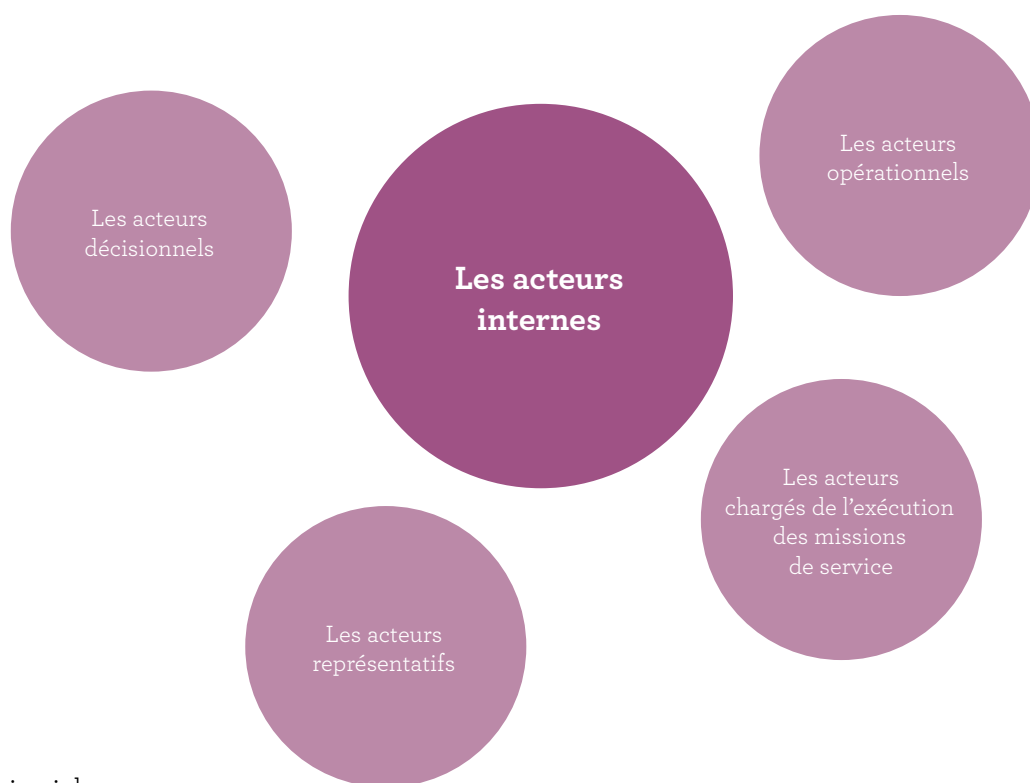 Les acteurs
opérationnels
Les acteurs
décisionnels
Les acteurs
internes
Les acteurs
chargés de l’exécution
des missions
de service
Les acteurs
représentatifs